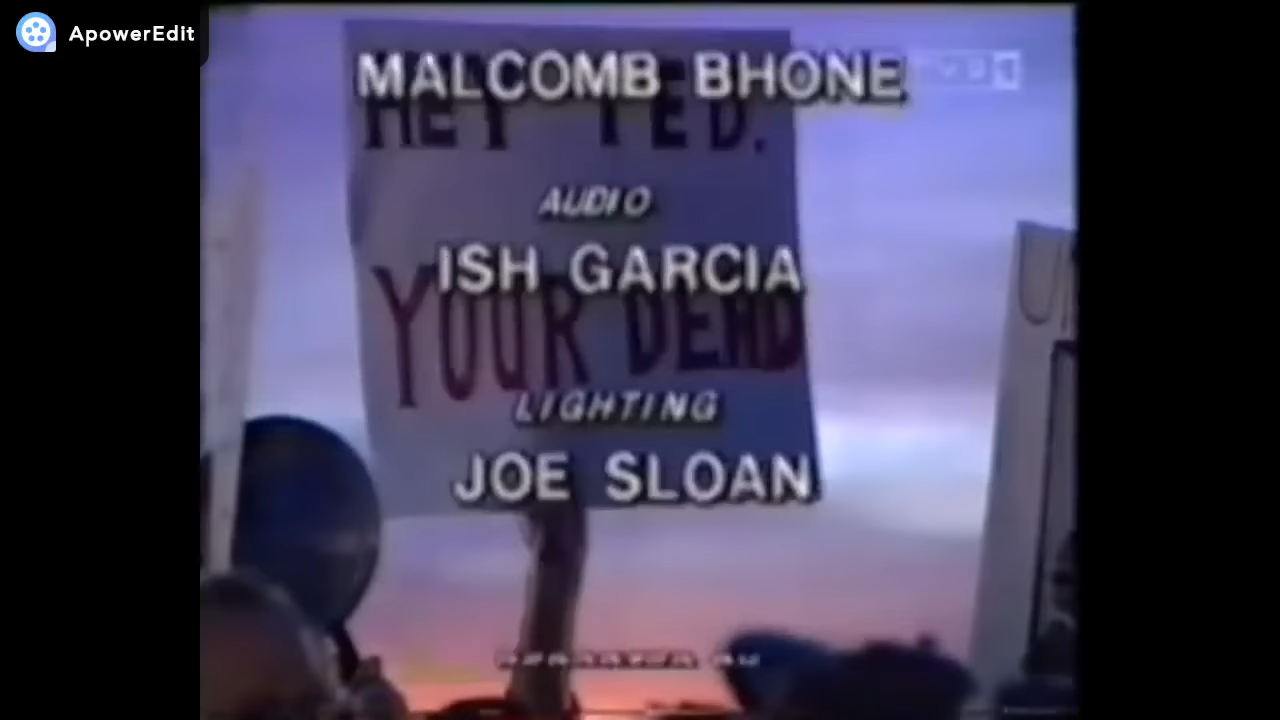 ApowerEdit
MALCOMB BHONE
HEY TED.
AUDIO
ISH GARCIA
YOUR DEAD
LIGHTING
JOE SLOAN